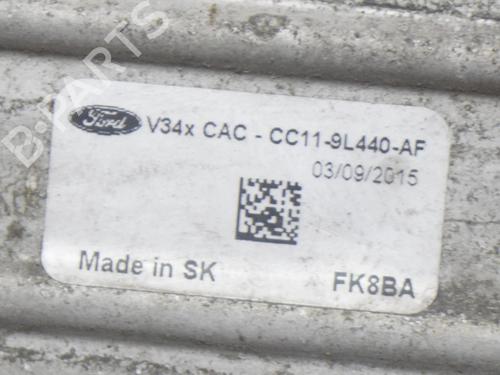 B-PARTS
Ford V34x CAC - CC11-9L440-AF
03/09/2015
Made in SK FK8BA